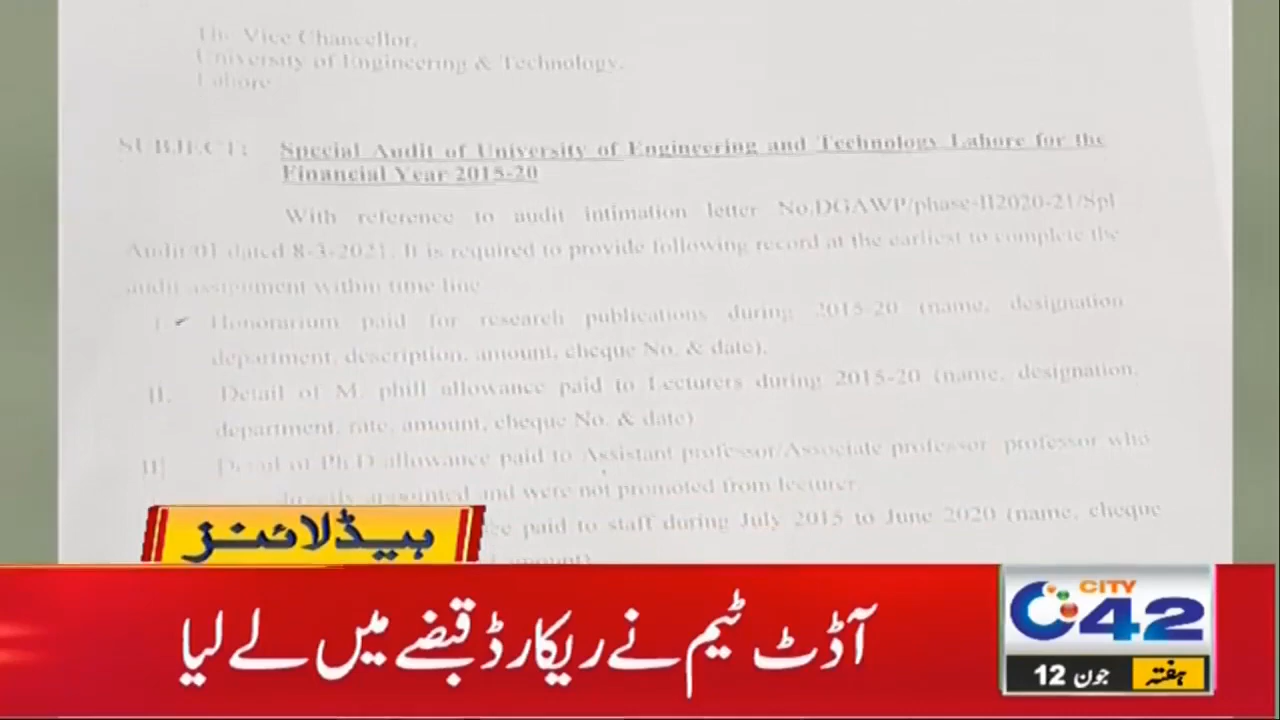 The Vice Chancellor,
University of Engineering & Technology,
Lahore
SUBJECT: Special Audit of University of Engineering and Technology Lahore for the
Financial Year 2015-20
With reference to audit intimation letter No.DGAWP/phase-II2020-21/Spl
Audit/01 dated 8-3-2021. It is required to provide following record at the earliest to complete the
audit assignment within time line
I. Honorarium paid for research publications during 2015-20 (name, designation
department, description, amount, cheque No. & date).
II. Detail of M. phill allowance paid to Lecturers during 2015-20 (name, designation,
department, rate, amount, cheque No. & date)
III Detail of Ph.D allowance paid to Assistant professor/Associate professor professor who
directly appointed and were not promoted from lecturer.
paid to staff during July 2015 to June 2020 (name, cheque
amount)
ہیڈلائنز
آڈٹ ٹیم نے ریکارڈ قبضے میں لے لیا
CITY
42
ہفتہ 12 جون